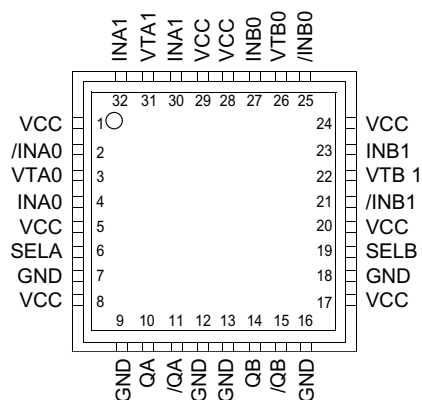 INA1 VTA1 INA1 VCC VCC INB0 VTB0 /INB0
32 31 30 29 28 27 26 25
VCC 1 24 VCC
/INA0 2 23 INB1
VTA0 3 22 VTB 1
INA0 4 21 /INB1
VCC 5 20 VCC
SELA 6 19 SELB
GND 7 18 GND
VCC 8 17 VCC
9 10 11 12 13 14 15 16
GND QA /QA GND GND QB /QB GND